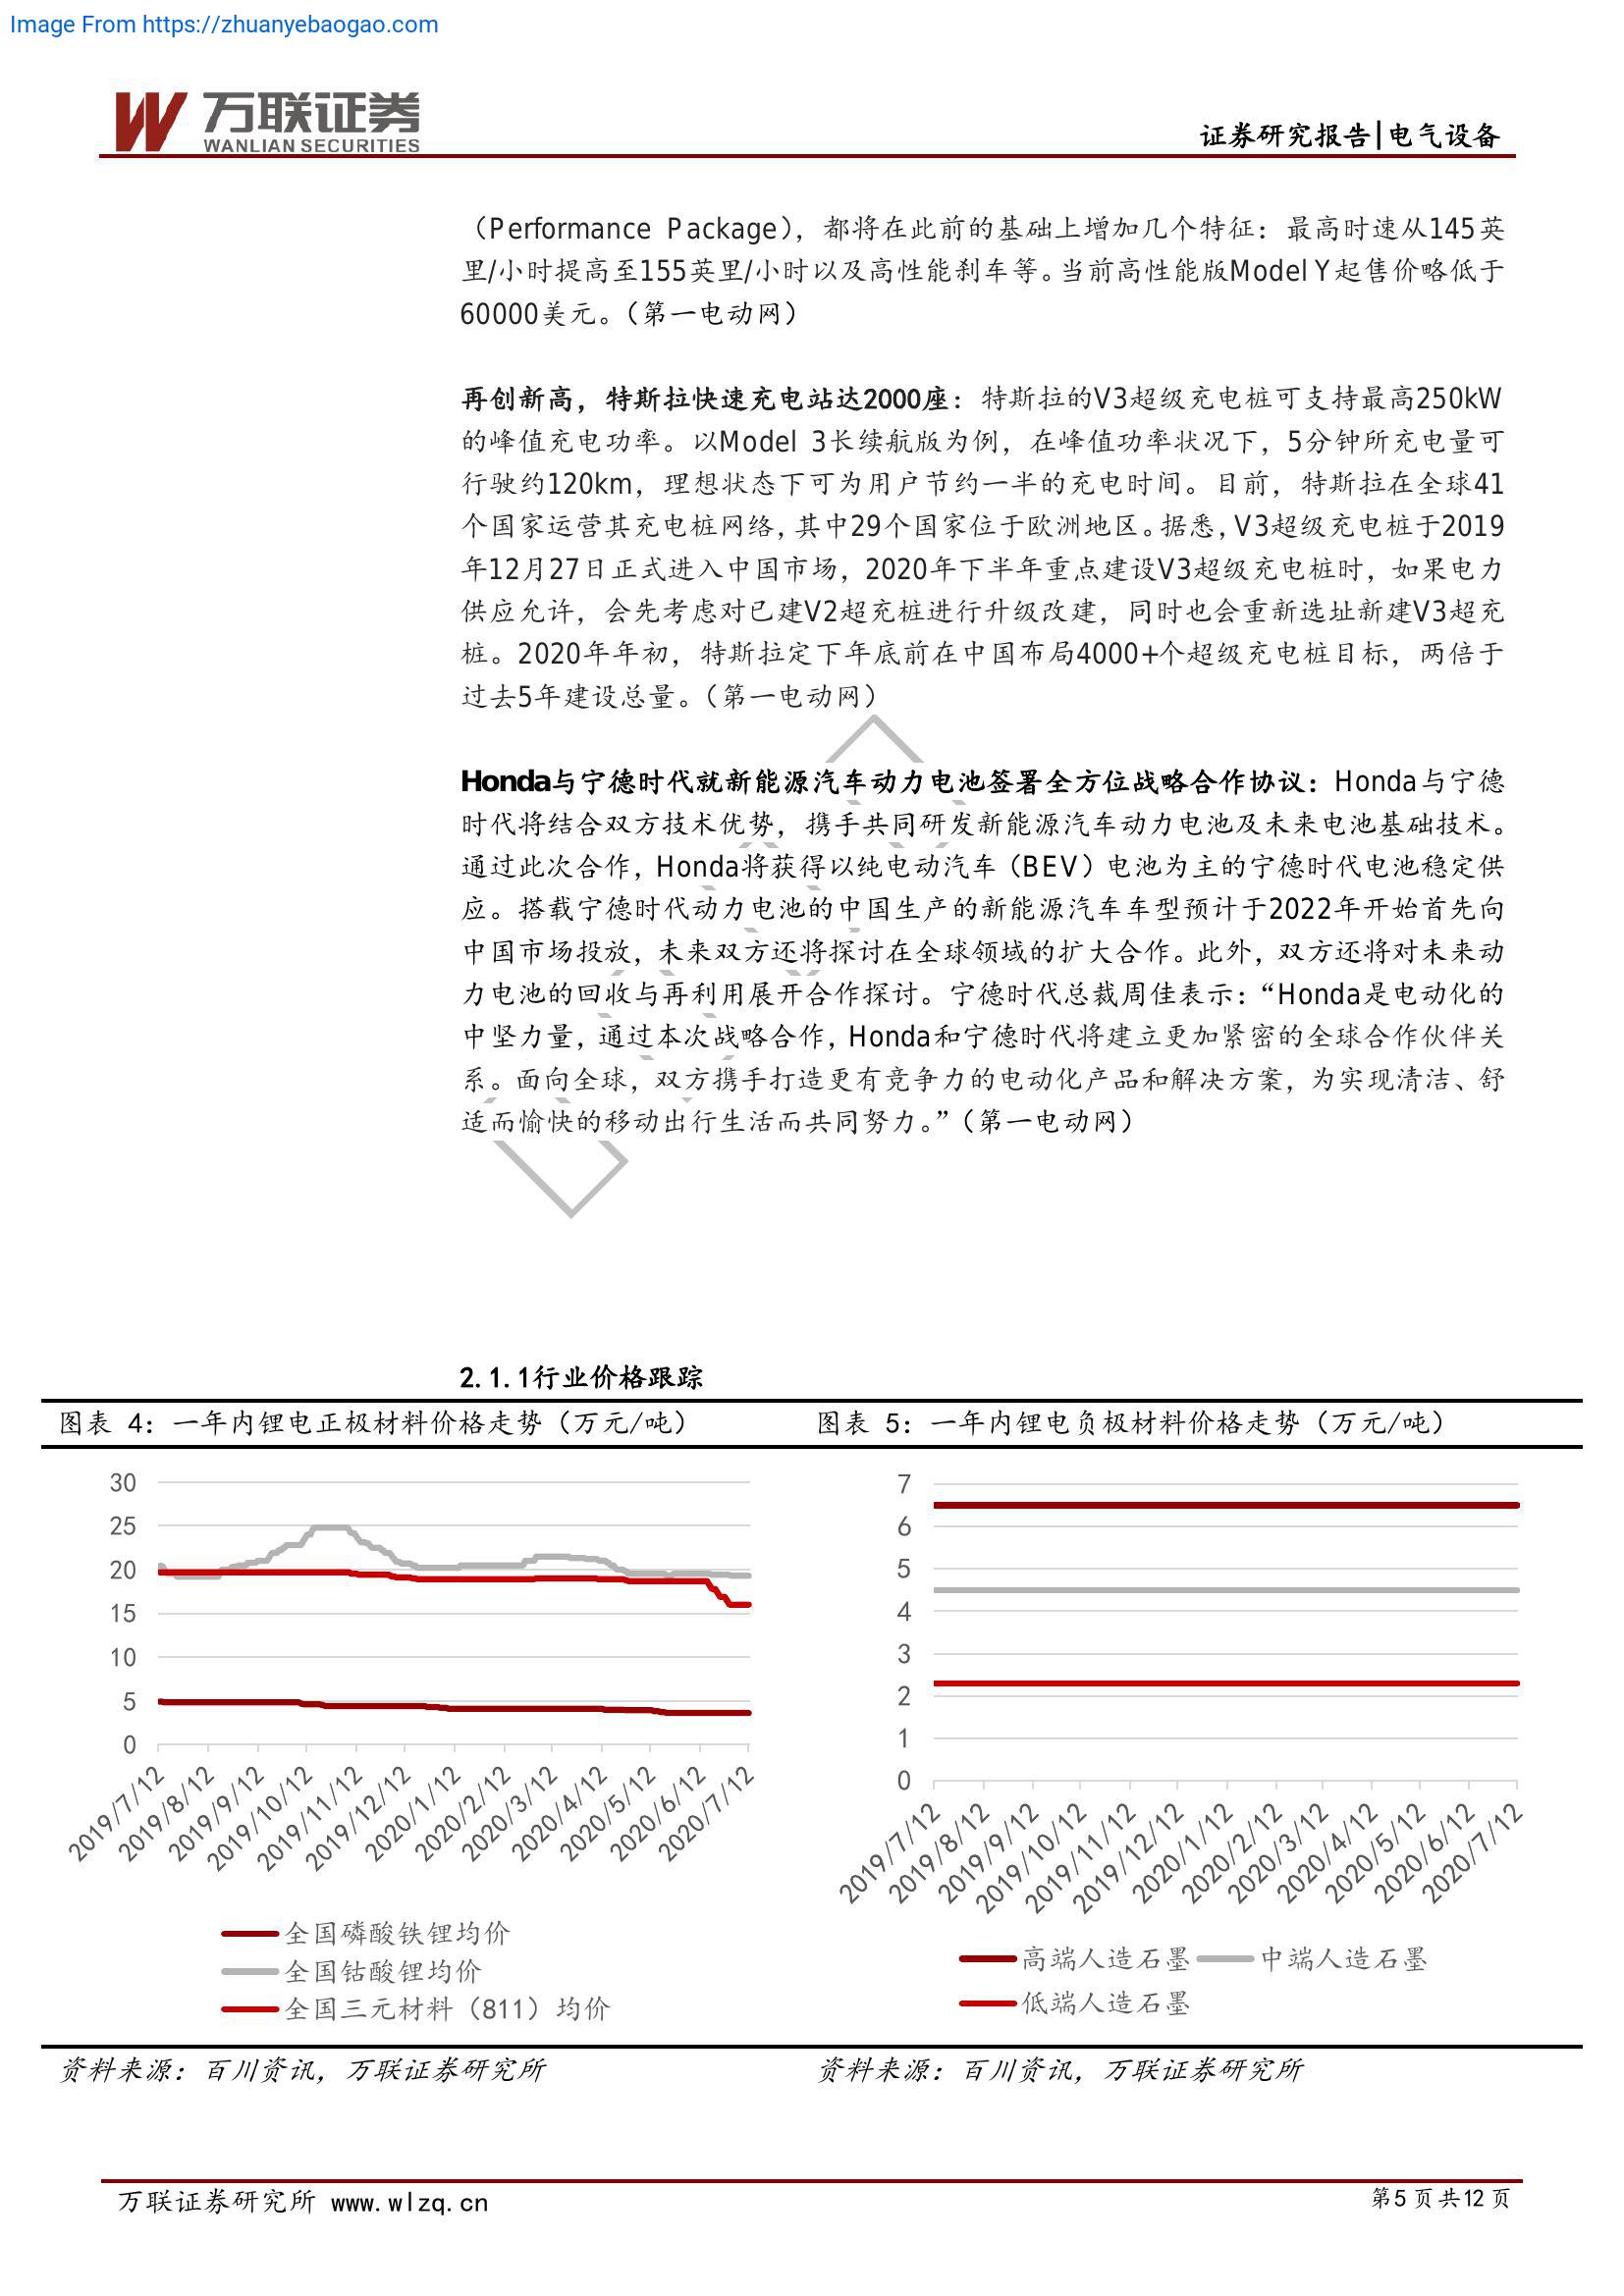 Image From https://zhuanyebaogao.com
万联证券
WANLIAN SECURITIES
证券研究报告|电气设备
（Performance Package），都将在此前的基础上增加几个特征：最高时速从145英
里/小时提高至155英里/小时以及高性能刹车等。当前高性能版Model Y起售价略低于
60000美元。（第一电动网）
再创新高，特斯拉快速充电站达2000座：特斯拉的V3超级充电桩可支持最高250kW
的峰值充电功率。以Model 3长续航版为例，在峰值功率状况下，5分钟所充电量可
行驶约120km，理想状态下可为用户节约一半的充电时间。目前，特斯拉在全球41
个国家运营其充电桩网络，其中29个国家位于欧洲地区。据悉，V3超级充电桩于2019
年12月27日正式进入中国市场，2020年下半年重点建设V3超级充电桩时，如果电力
供应允许，会先考虑对已建V2超充桩进行升级改建，同时也会重新选址新建V3超充
桩。2020年年初，特斯拉定下年底前在中国布局4000+个超级充电桩目标，两倍于
过去5年建设总量。（第一电动网）
Honda与宁德时代就新能源汽车动力电池签署全方位战略合作协议：Honda与宁德
时代将结合双方技术优势，携手共同研发新能源汽车动力电池及未来电池基础技术。
通过此次合作，Honda将获得以纯电动汽车（BEV）电池为主的宁德时代电池稳定供
应。搭载宁德时代动力电池的中国生产的新能源汽车车型预计于2022年开始首先向
中国市场投放，未来双方还将探讨在全球领域的扩大合作。此外，双方还将对未来动
力电池的回收与再利用展开合作探讨。宁德时代总裁周佳表示：“Honda是电动化的
中坚力量，通过本次战略合作，Honda和宁德时代将建立更加紧密的全球合作伙伴关
系。面向全球，双方携手打造更有竞争力的电动化产品和解决方案，为实现清洁、舒
适而愉快的移动出行生活而共同努力。”（第一电动网）
2.1.1行业价格跟踪
图表 4：一年内锂电正极材料价格走势（万元/吨）
30
25
20
15
10
5
0
2019/7/12
2019/8/12
2019/9/12
2019/10/12
2019/11/12
2019/12/12
2020/1/12
2020/2/12
2020/3/12
2020/4/12
2020/5/12
2020/6/12
2020/7/12
全国磷酸铁锂均价
全国钴酸锂均价
全国三元材料（811）均价
资料来源：百川资讯，万联证券研究所
图表 5：一年内锂电负极材料价格走势（万元/吨）
7
6
5
4
3
2
1
0
2019/7/12
2019/8/12
2019/9/12
2019/10/12
2019/11/12
2019/12/12
2020/1/12
2020/2/12
2020/3/12
2020/4/12
2020/5/12
2020/6/12
2020/7/12
高端人造石墨 中端人造石墨
低端人造石墨
资料来源：百川资讯，万联证券研究所
万联证券研究所 www.wlzq.cn
第5页共12页